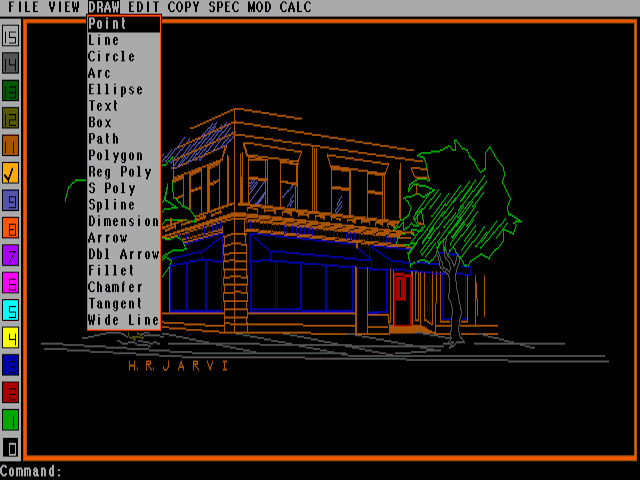 FILE VIEW DRAW EDIT COPY SPEC MOD CALC
Point
Line
Circle
Arc
Ellipse
Text
Box
Path
Polygon
Reg Poly
S Poly
Spline
Dimension
Arrow
Dbl Arrow
Fillet
Chamfer
Tangent
Wide Line
15
14
13
12
11
9
8
7
6
5
4
3
2
1
0
H.R.JARVI
Command: